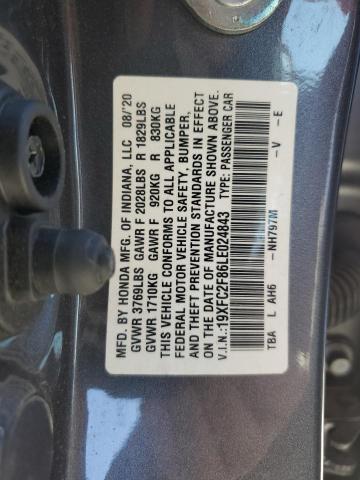 MFD. BY HONDA MFG. OF INDIANA, LLC 08/20
GVWR 3769LBS GAWR F 2028LBS R 1829LBS
GVWR 1710KG GAWR F 920KG R 830KG
THIS VEHICLE CONFORMS TO ALL APPLICABLE
FEDERAL MOTOR VEHICLE SAFETY, BUMPER,
AND THEFT PREVENTION STANDARDS IN EFFECT
ON THE DATE OF MANUFACTURE SHOWN ABOVE.
V.I.N.:19XFC2F86LE024843 TYPE: PASSENGER CAR
TBA L AH6 -NH797M -V -E